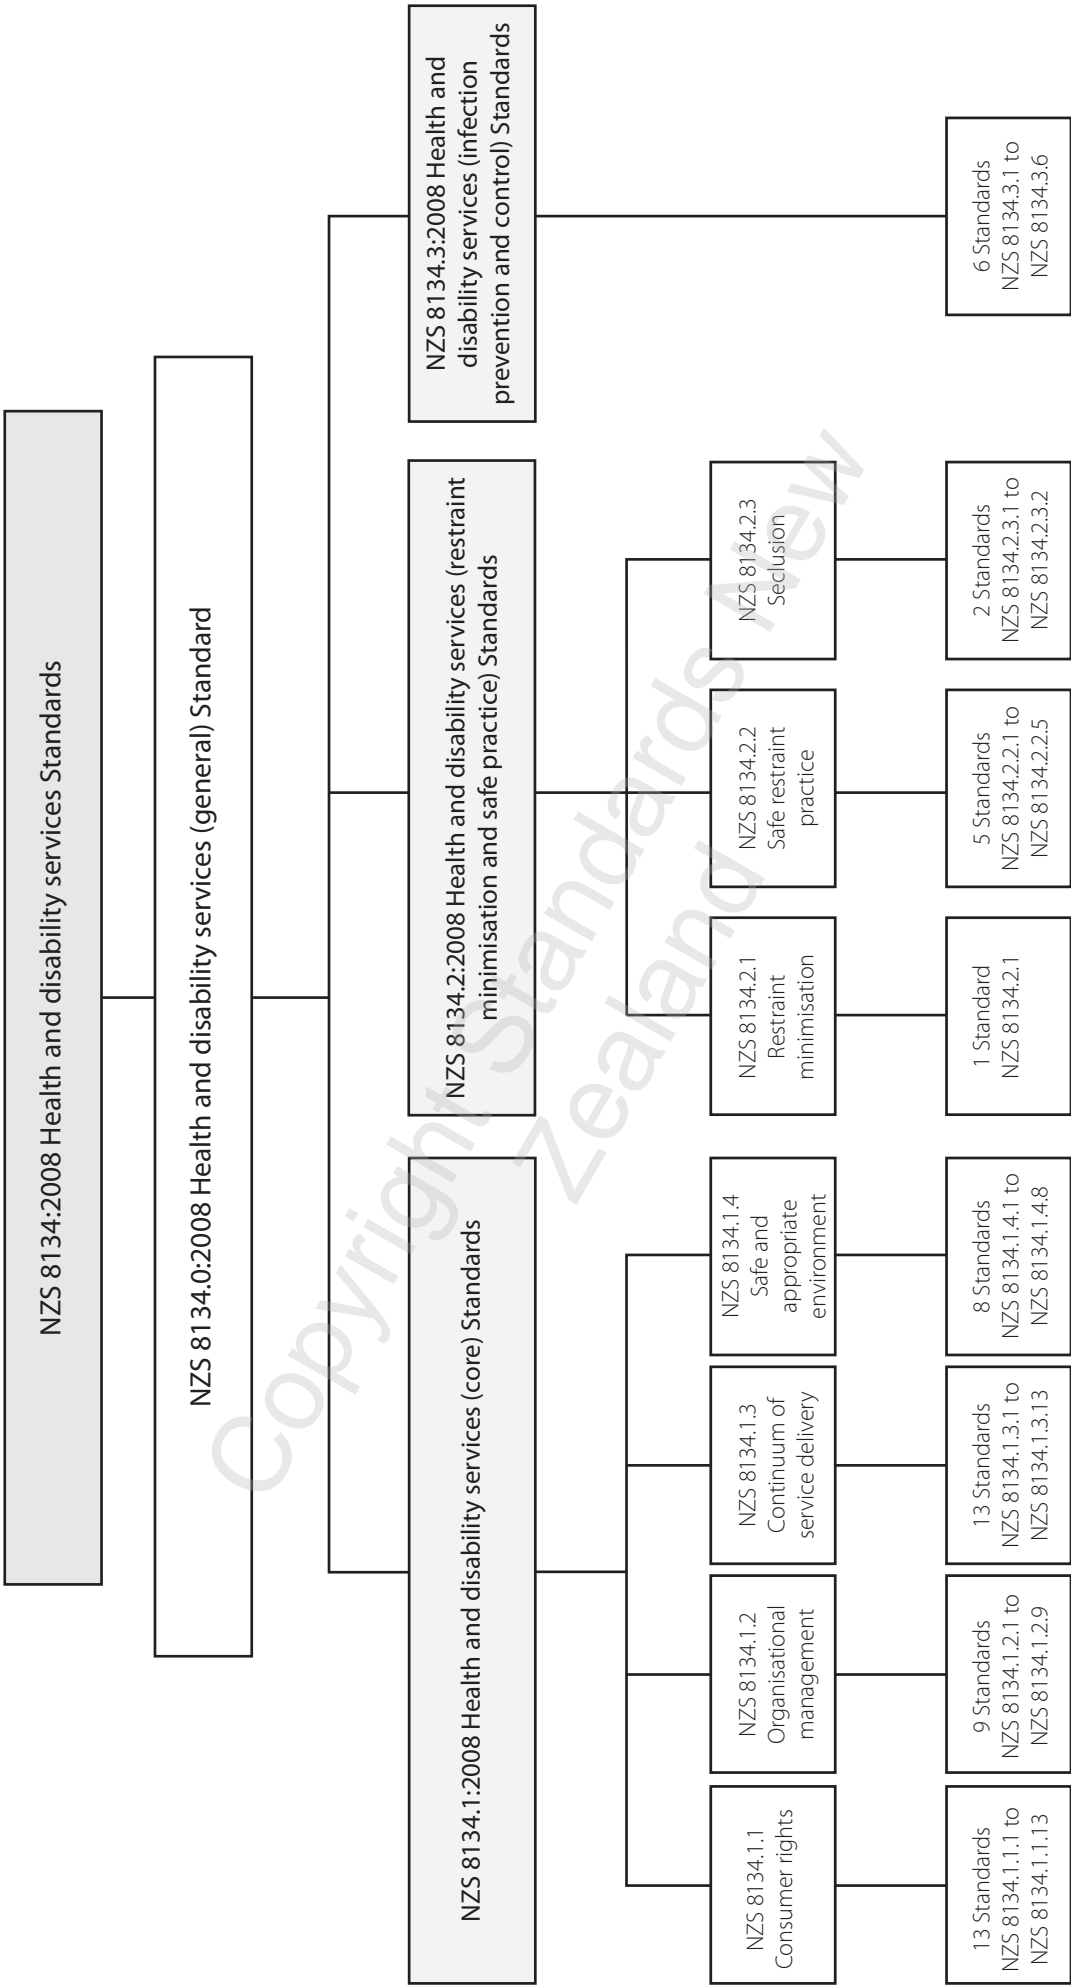 NZS 8134:2008 Health and disability services Standards
NZS 8134.0:2008 Health and disability services (general) Standard
NZS 8134.1:2008 Health and disability services (core) Standards
NZS 8134.2:2008 Health and disability services (restraint
minimisation and safe practice) Standards
NZS 8134.3:2008 Health and
disability services (infection
prevention and control) Standards
NZS 8134.1.1
Consumer rights
NZS 8134.1.2
Organisational
management
NZS 8134.1.3
Continuum of
service delivery
NZS 8134.1.4
Safe and
appropriate
environment
NZS 8134.2.1
Restraint
minimisation
NZS 8134.2.2
Safe restraint
practice
NZS 8134.2.3
Seclusion
13 Standards
NZS 8134.1.1.1 to
NZS 8134.1.1.13
9 Standards
NZS 8134.1.2.1 to
NZS 8134.1.2.9
13 Standards
NZS 8134.1.3.1 to
NZS 8134.1.3.13
8 Standards
NZS 8134.1.4.1 to
NZS 8134.1.4.8
1 Standard
NZS 8134.2.1
5 Standards
NZS 8134.2.2.1 to
NZS 8134.2.2.5
2 Standards
NZS 8134.2.3.1 to
NZS 8134.2.3.2
6 Standards
NZS 8134.3.1 to
NZS 8134.3.6
Copyright Standards New
Zealand